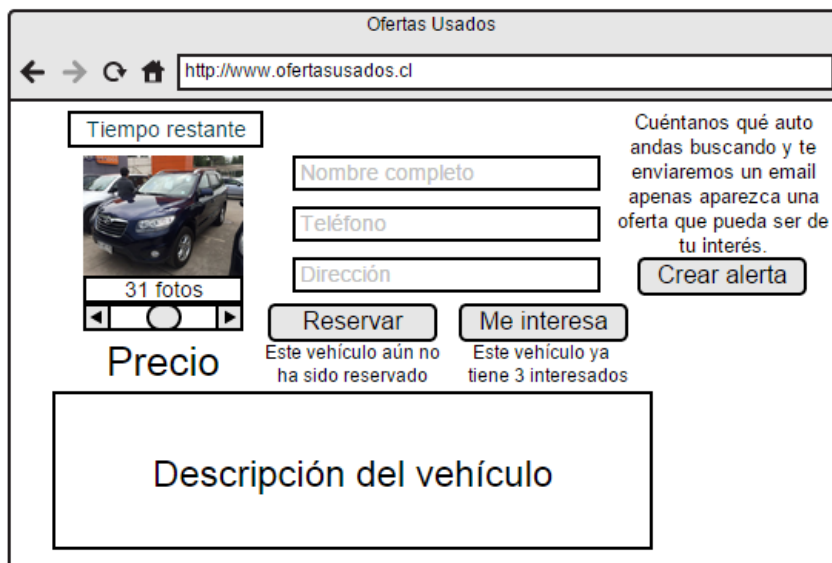 Ofertas Usados
http://www.ofertasusados.cl
Tiempo restante
31 fotos
Precio
Nombre completo
Teléfono
Dirección
Reservar
Este vehículo aún no
ha sido reservado
Me interesa
Este vehículo ya
tiene 3 interesados
Cuéntanos qué auto
andas buscando y te
enviaremos un email
apenas aparezca una
oferta que pueda ser de
tu interés.
Crear alerta
Descripción del vehículo